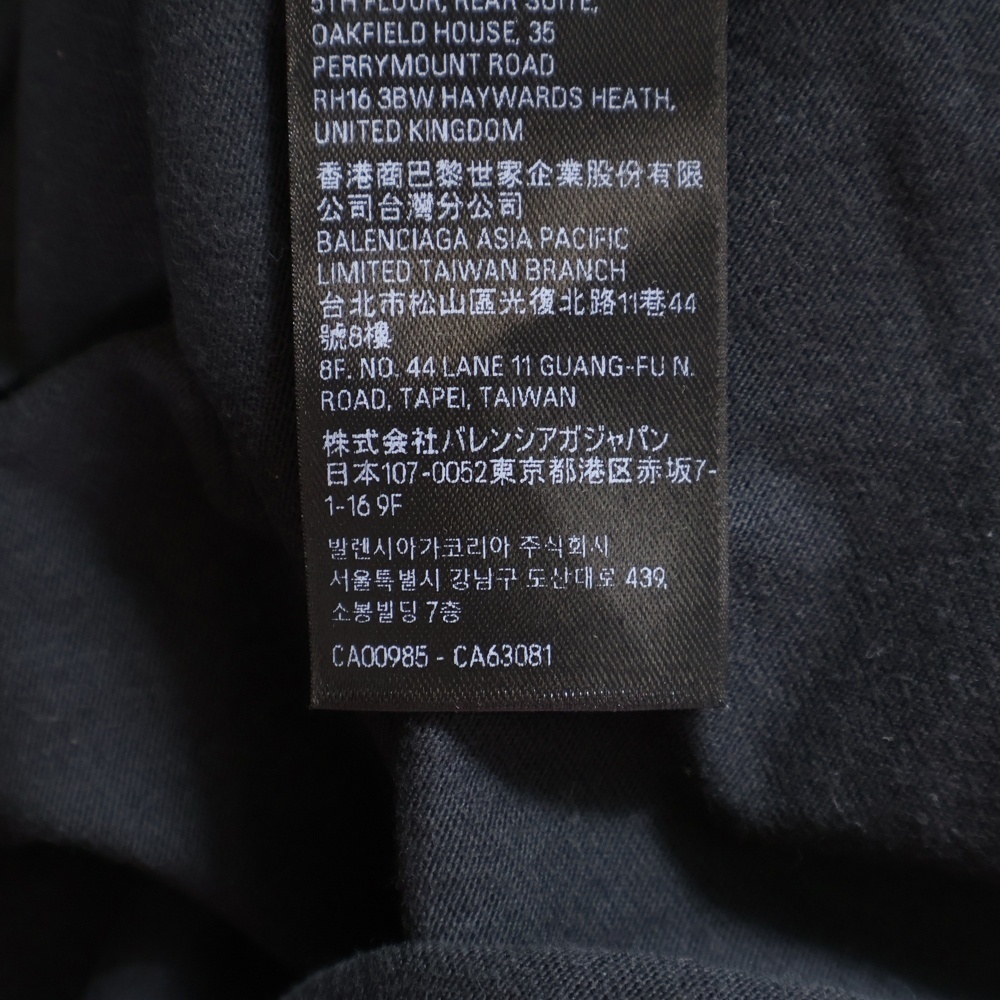 5TH FLOOR, REAR SUITE,
OAKFIELD HOUSE, 35
PERRYMOUNT ROAD
RH16 3BW HAYWARDS HEATH,
UNITED KINGDOM
香港商巴黎世家企業股份有限
公司台灣分公司
BALENCIAGA ASIA PACIFIC
LIMITED TAIWAN BRANCH
台北市松山區光復北路11巷44
號8樓
8F. NO. 44 LANE 11 GUANG-FU N.
ROAD, TAPEI, TAIWAN
株式会社バレンシアガジャパン
日本107-0052東京都港区赤坂7-
1-16 9F
발렌시아가코리아 주식회사
서울특별시 강남구 도산대로 439,
소봉빌딩 7층
CA00985 - CA63081